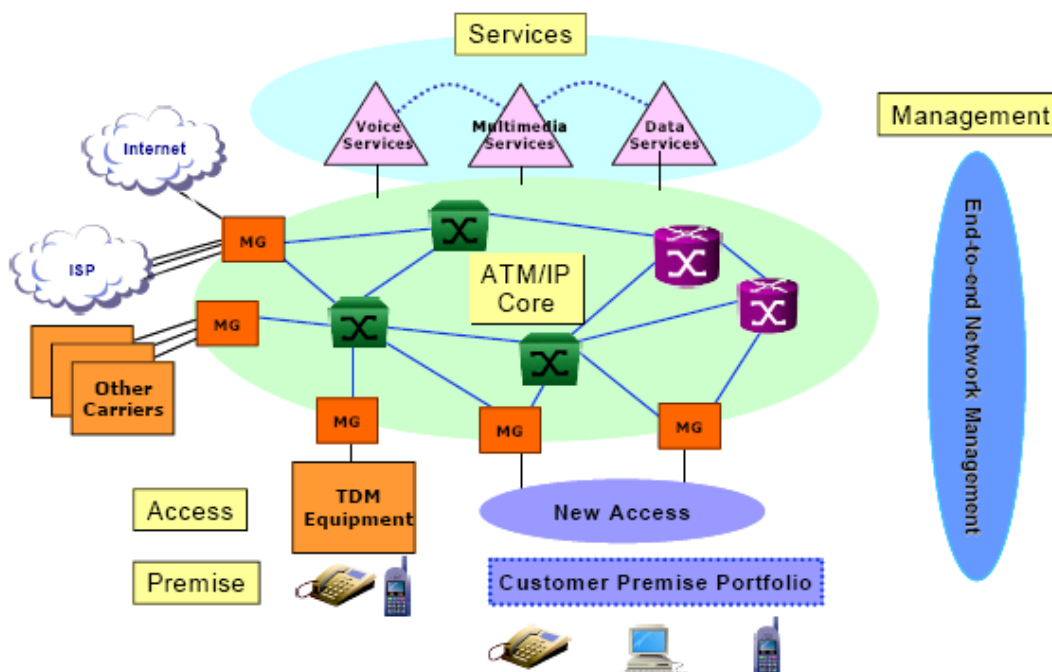 Services
Voice
Services
Multimedia
Services
Data
Services
Management
Internet
ISP
MG
MG
ATM/IP
Core
Other
Carriers
MG
MG
MG
End-to-end Network Management
Access
TDM
Equipment
New Access
Premise
Customer Premise Portfolio